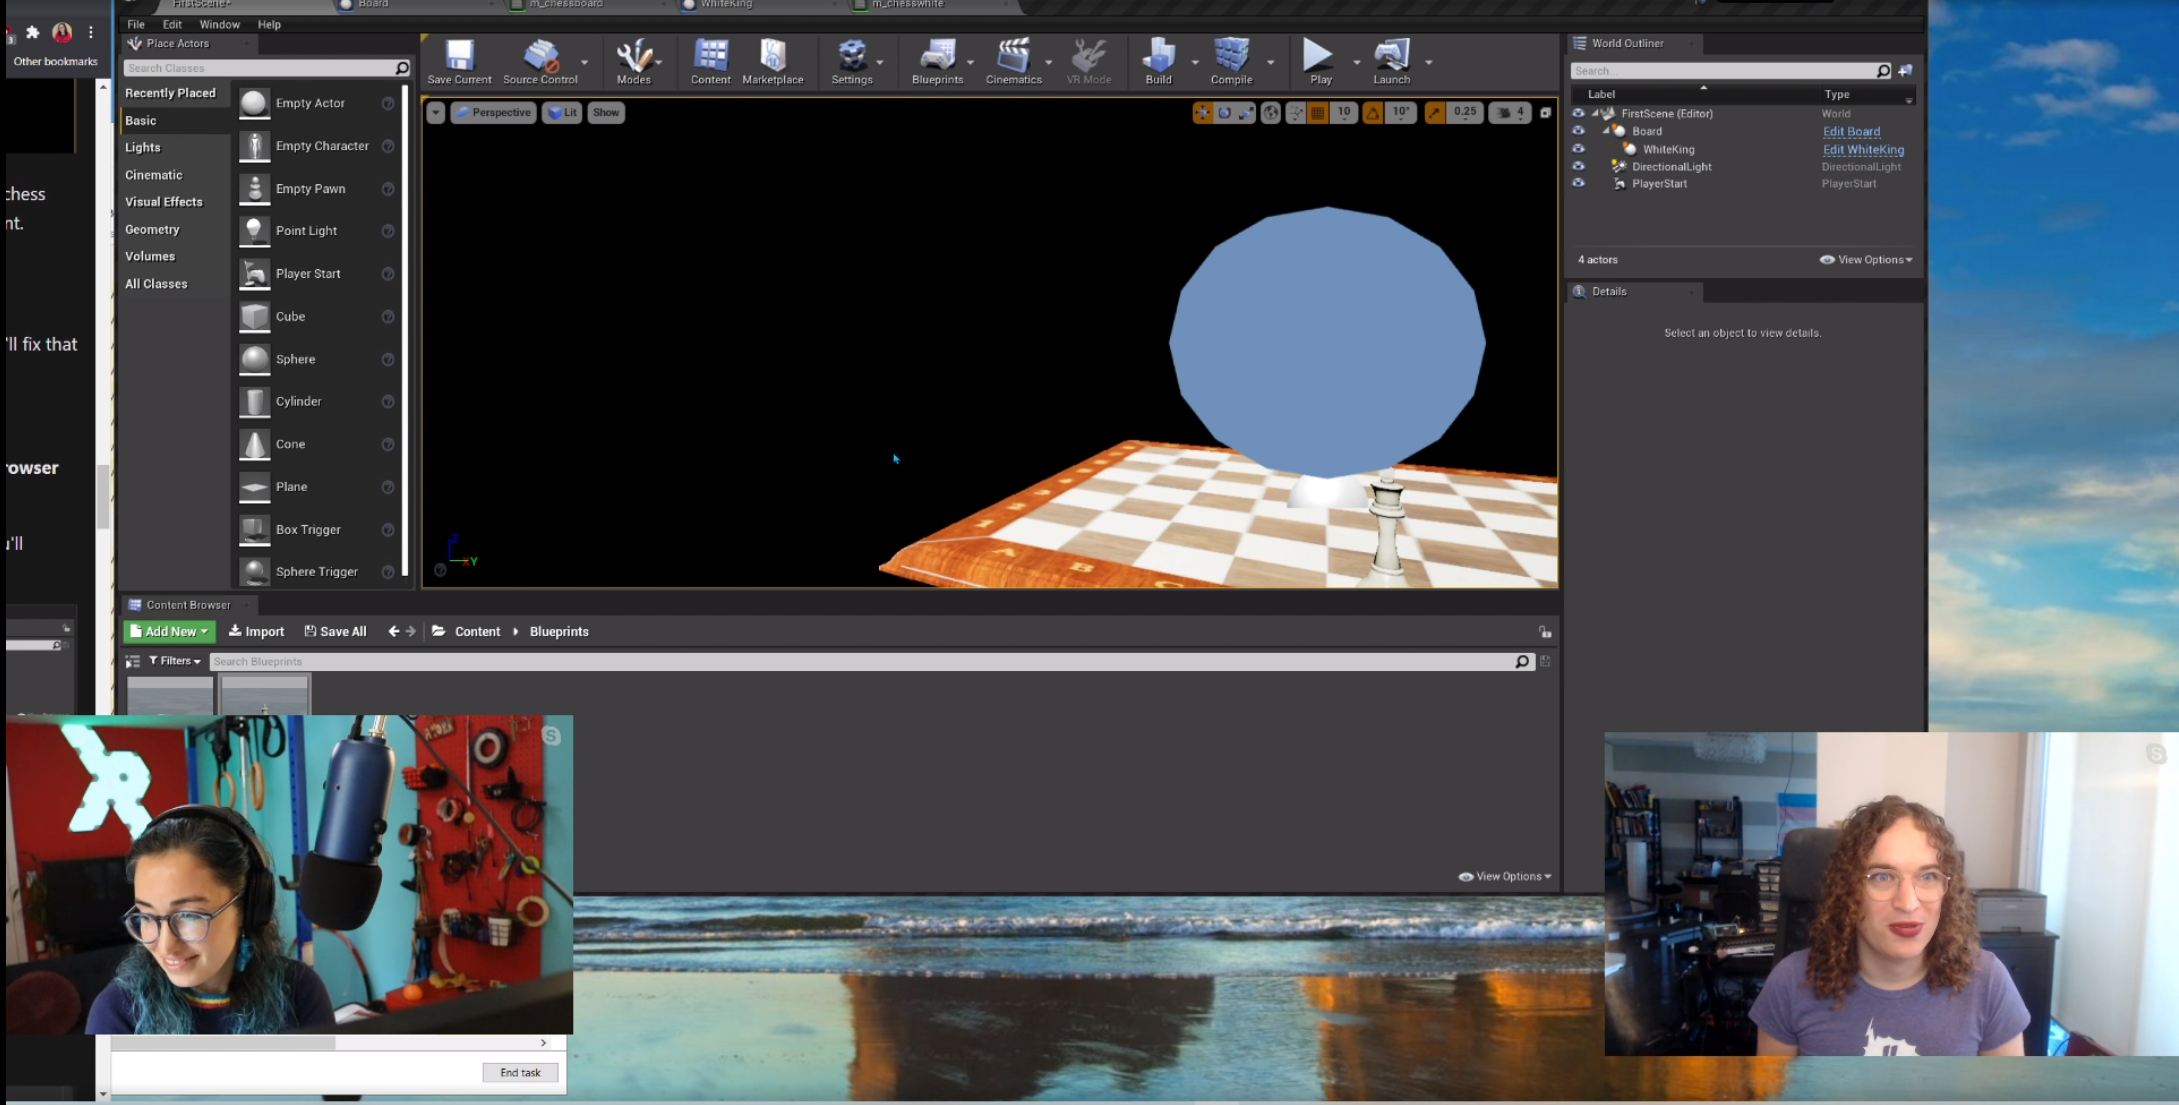 FirstScene*
Board
m_chessboard
WhiteKing
m_chesswhite
File Edit Window Help
Other bookmarks
3
chess
nt.
'll fix that
rowser
u'll
Place Actors
Search Classes
Recently Placed
Basic
Lights
Cinematic
Visual Effects
Geometry
Volumes
All Classes
Empty Actor
Empty Character
Empty Pawn
Point Light
Player Start
Cube
Sphere
Cylinder
Cone
Plane
Box Trigger
Sphere Trigger
Save Current Source Control Modes Content Marketplace Settings Blueprints Cinematics VR Mode Build Compile Play Launch
Perspective Lit Show 10 10° 0.25 4
A B C
1 2 3
Z
X Y
World Outliner
Search...
Label Type
FirstScene (Editor) World
Board Edit Board
WhiteKing Edit WhiteKing
DirectionalLight DirectionalLight
PlayerStart PlayerStart
4 actors View Options
Details
Select an object to view details.
Content Browser
Add New Import Save All Content Blueprints
Filters Search Blueprints
View Options
S
S
End task